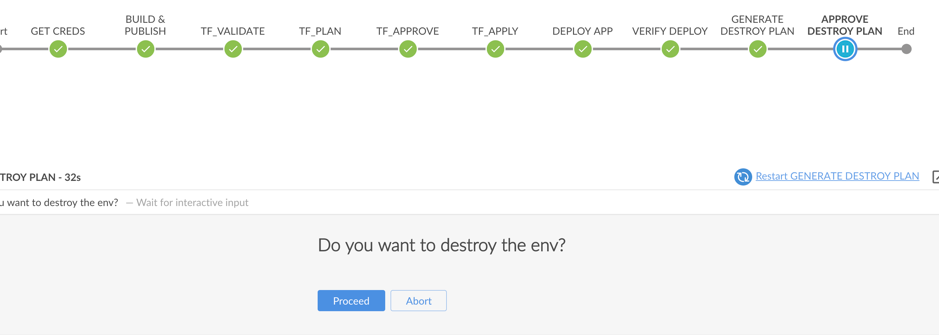 rt
GET CREDS
BUILD &
PUBLISH
TF_VALIDATE
TF_PLAN
TF_APPROVE
TF_APPLY
DEPLOY APP
VERIFY DEPLOY
GENERATE
DESTROY PLAN
APPROVE
DESTROY PLAN
End
TROY PLAN - 32s
Restart GENERATE DESTROY PLAN
u want to destroy the env? — Wait for interactive input
Do you want to destroy the env?
Proceed
Abort